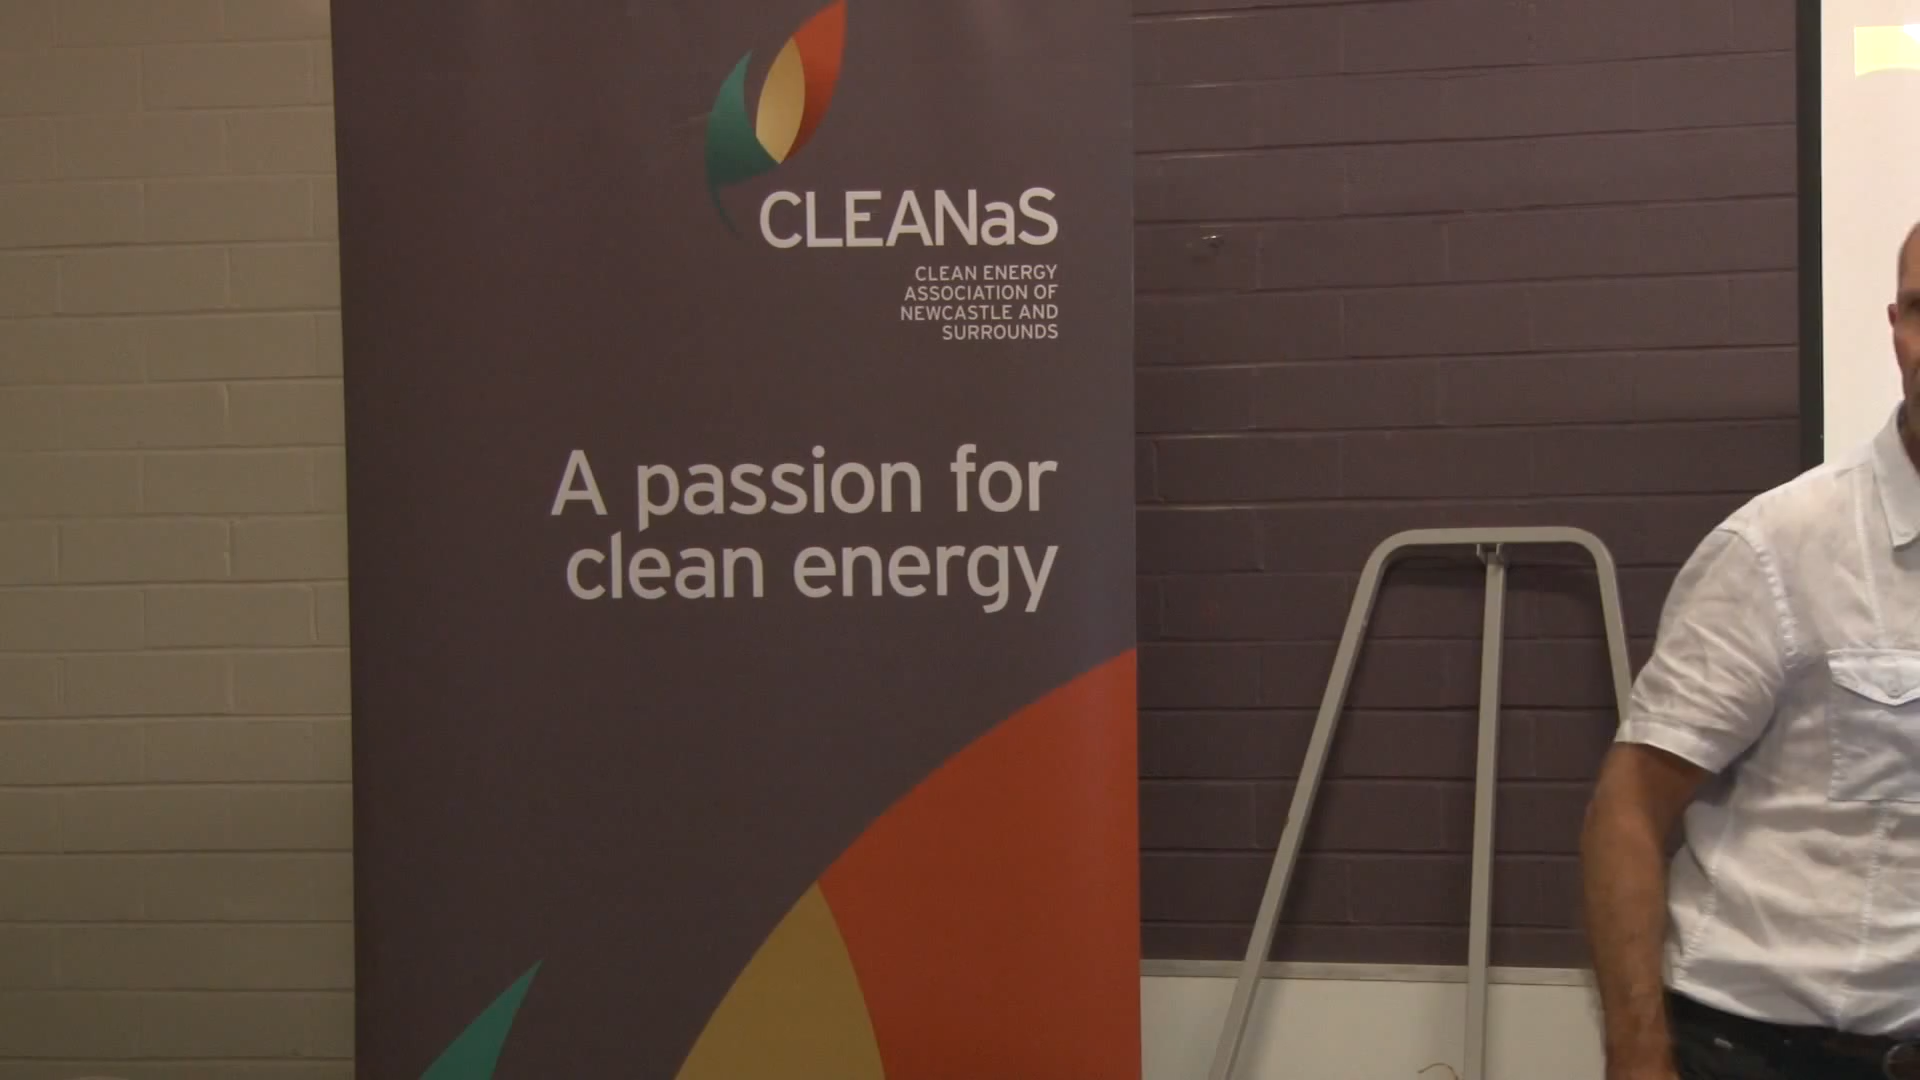 CLEANaS
CLEAN ENERGY
ASSOCIATION OF
NEWCASTLE AND
SURROUNDS
A passion for
clean energy